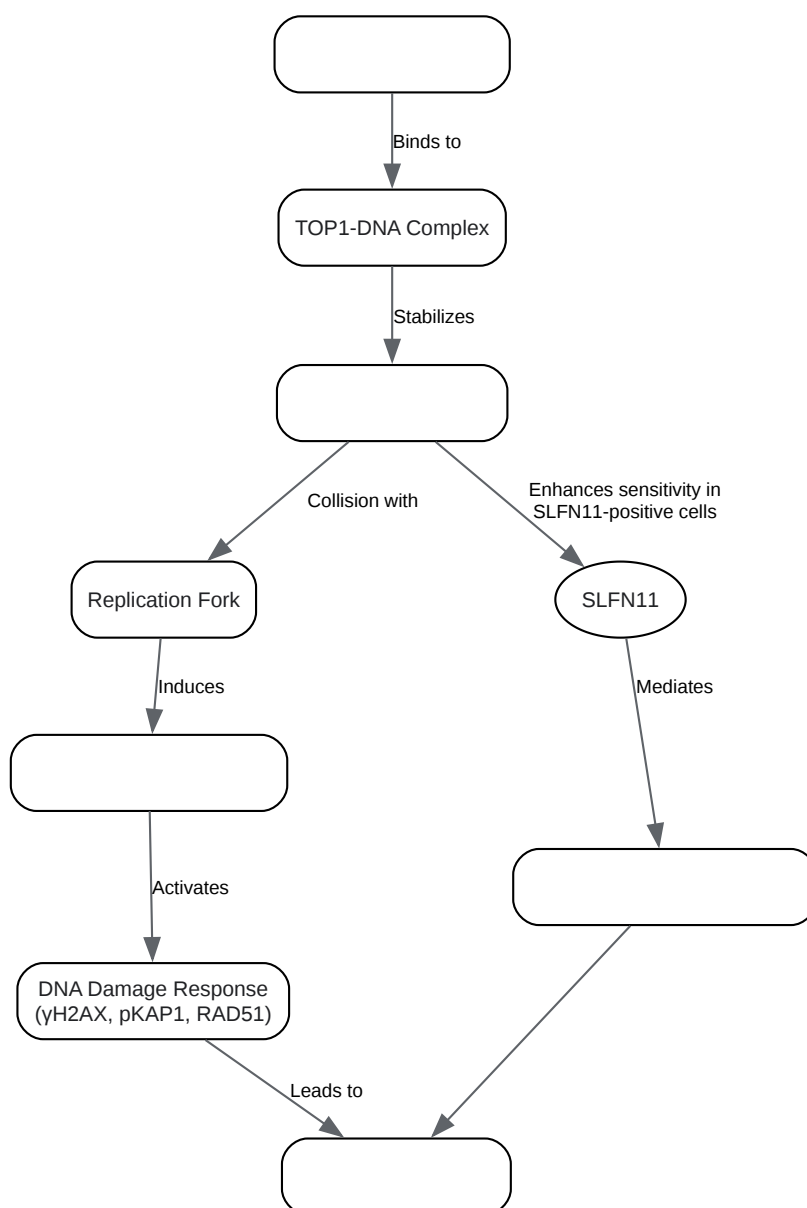 Binds to
TOP1-DNA Complex
Stabilizes
Collision with
Enhances sensitivity in
SLFN11-positive cells
Replication Fork
SLFN11
Induces
Mediates
Activates
DNA Damage Response
(γH2AX, pKAP1, RAD51)
Leads to